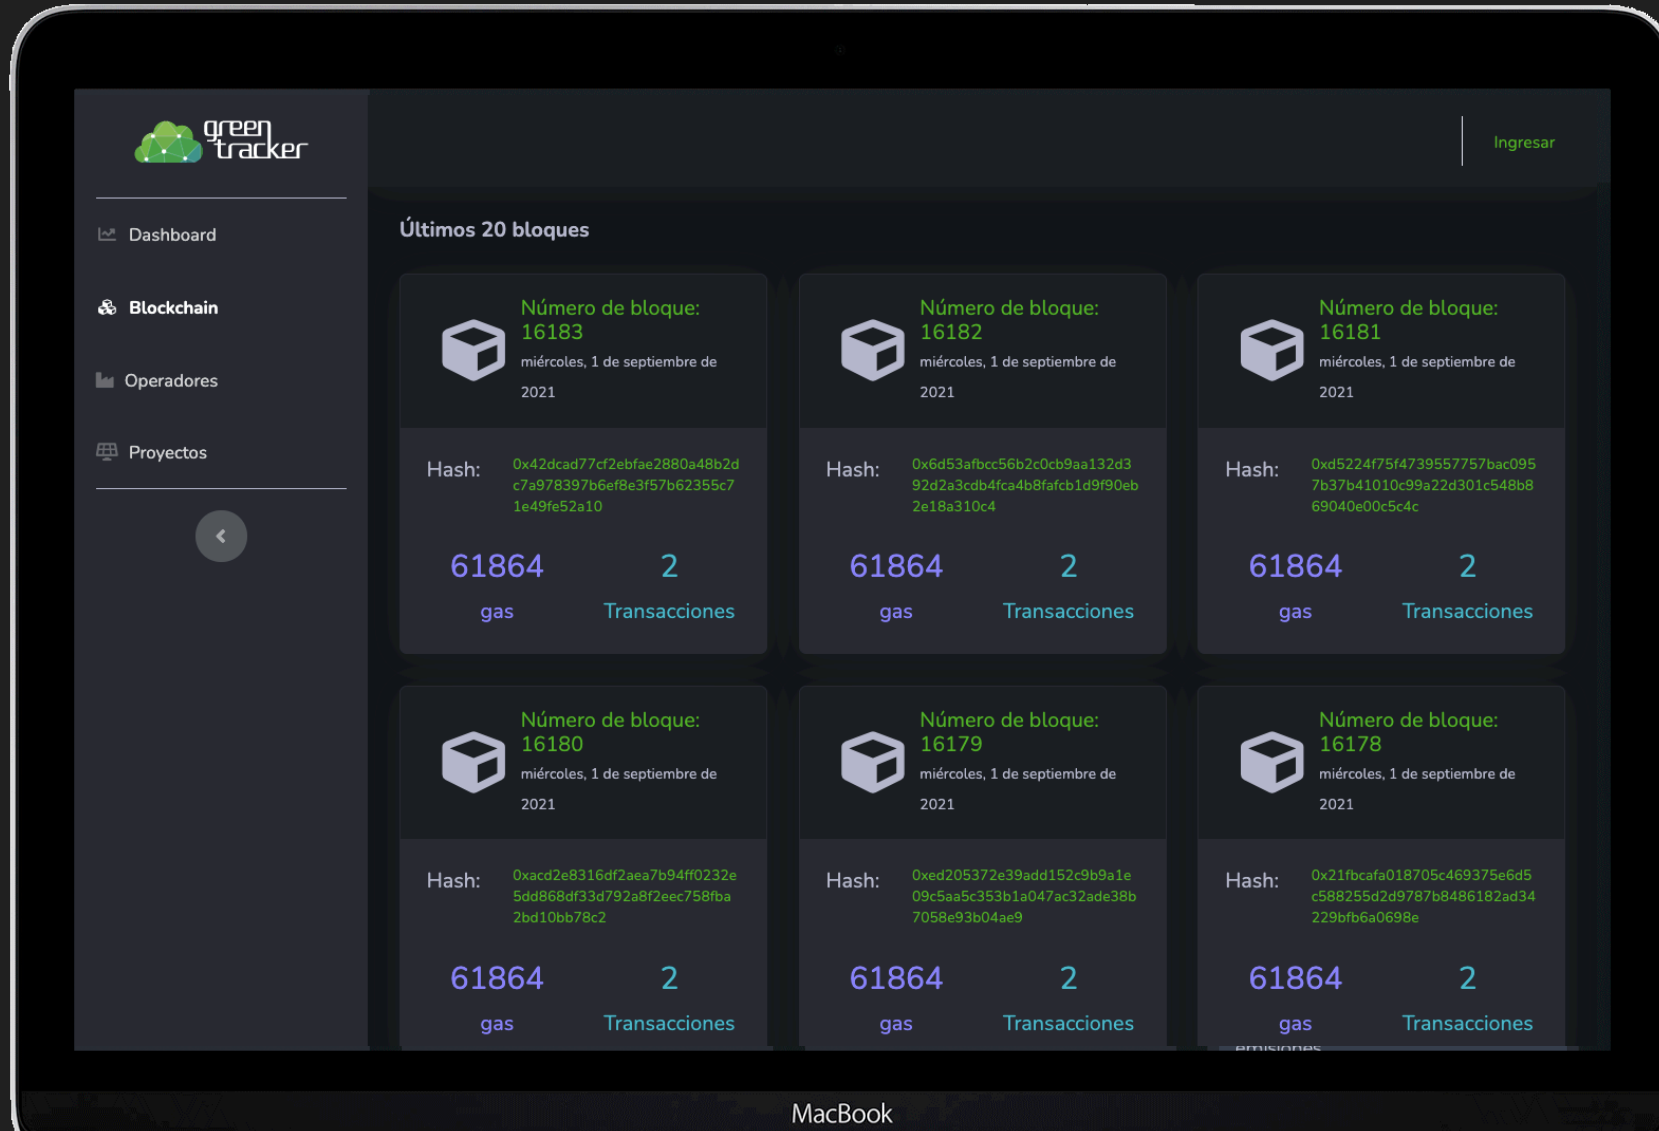 green
tracker
Ingresar
Dashboard
Blockchain
Operadores
Proyectos
Últimos 20 bloques
Número de bloque:
16183
miércoles, 1 de septiembre de
2021
Hash:
0x42dcad77cf2ebfae2880a48b2d
c7a978397b6ef8e3f57b62355c7
1e49fe52a10
61864
gas
2
Transacciones
Número de bloque:
16182
miércoles, 1 de septiembre de
2021
Hash:
0x6d53afbcc56b2c0cb9aa132d3
92d2a3cdb4fca4b8fafcb1d9f90eb
2e18a310c4
61864
gas
2
Transacciones
Número de bloque:
16181
miércoles, 1 de septiembre de
2021
Hash:
0xd5224f75f4739557757bac095
7b37b41010c99a22d301c548b8
69040e00c5c4c
61864
gas
2
Transacciones
Número de bloque:
16180
miércoles, 1 de septiembre de
2021
Hash:
0xacd2e8316df2aea7b94ff0232e
5dd868df33d792a8f2eec758fba
2bd10bb78c2
61864
gas
2
Transacciones
Número de bloque:
16179
miércoles, 1 de septiembre de
2021
Hash:
0xed205372e39add152c9b9a1e
09c5aa5c353b1a047ac32ade38b
7058e93b04ae9
61864
gas
2
Transacciones
Número de bloque:
16178
miércoles, 1 de septiembre de
2021
Hash:
0x21fbcafa018705c469375e6d5
c588255d2d9787b8486182ad34
229bfb6a0698e
61864
gas
2
Transacciones
emisiones
MacBook